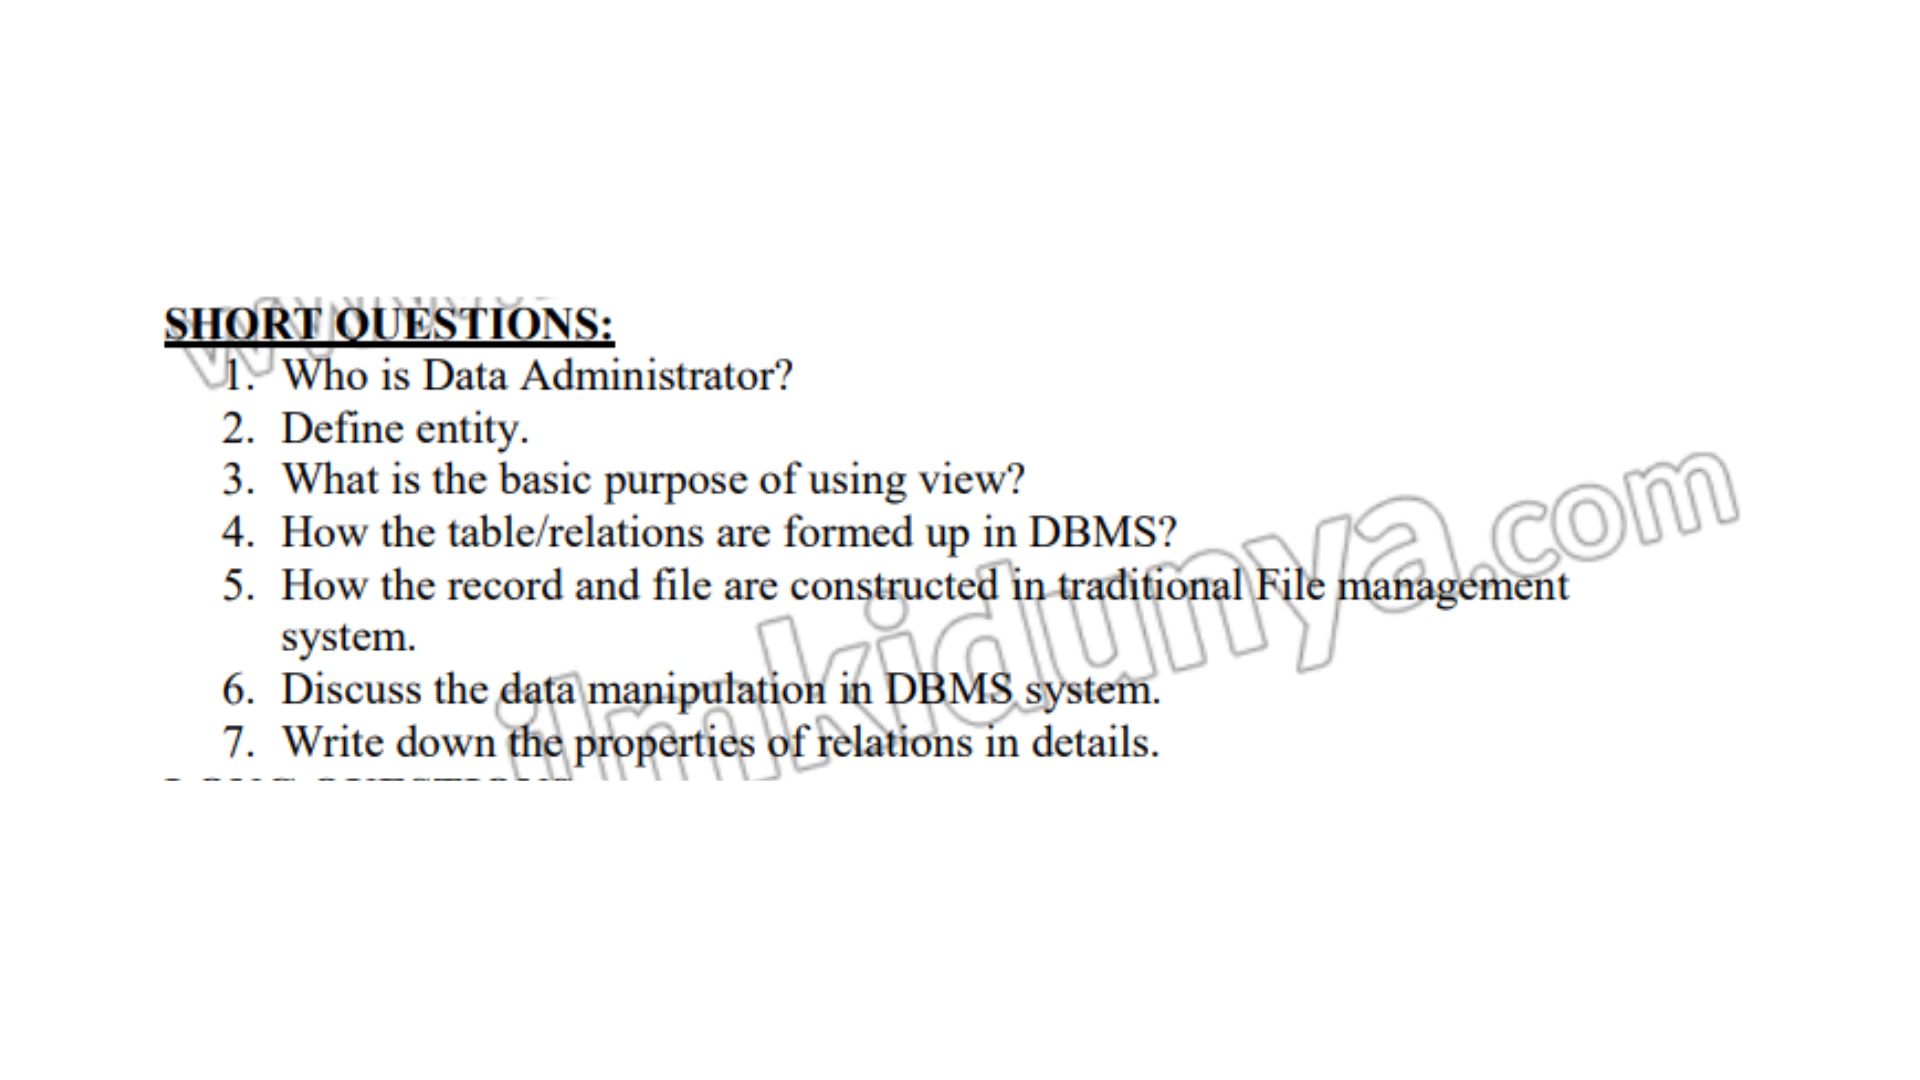 SHORT QUESTIONS:
1. Who is Data Administrator?
2. Define entity.
3. What is the basic purpose of using view?
4. How the table/relations are formed up in DBMS?
5. How the record and file are constructed in traditional File management
system.
6. Discuss the data manipulation in DBMS system.
7. Write down the properties of relations in details.
ilmkidunya.com